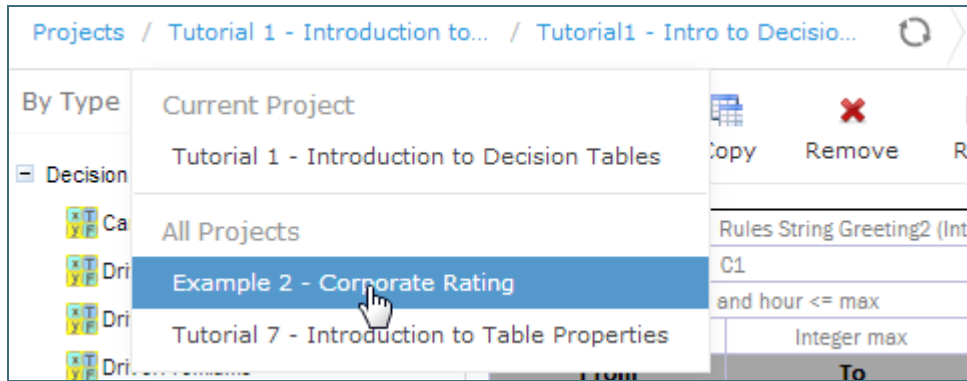 Projects / Tutorial 1 - Introduction to... / Tutorial1 - Intro to Decisio...
By Type
Current Project
Tutorial 1 - Introduction to Decision Tables
Remove
Decision
All Projects
Rules String Greeting2 (Int
Example 2 - Corporate Rating
C1
and hour <= max
Tutorial 7 - Introduction to Table Properties
Integer max
To